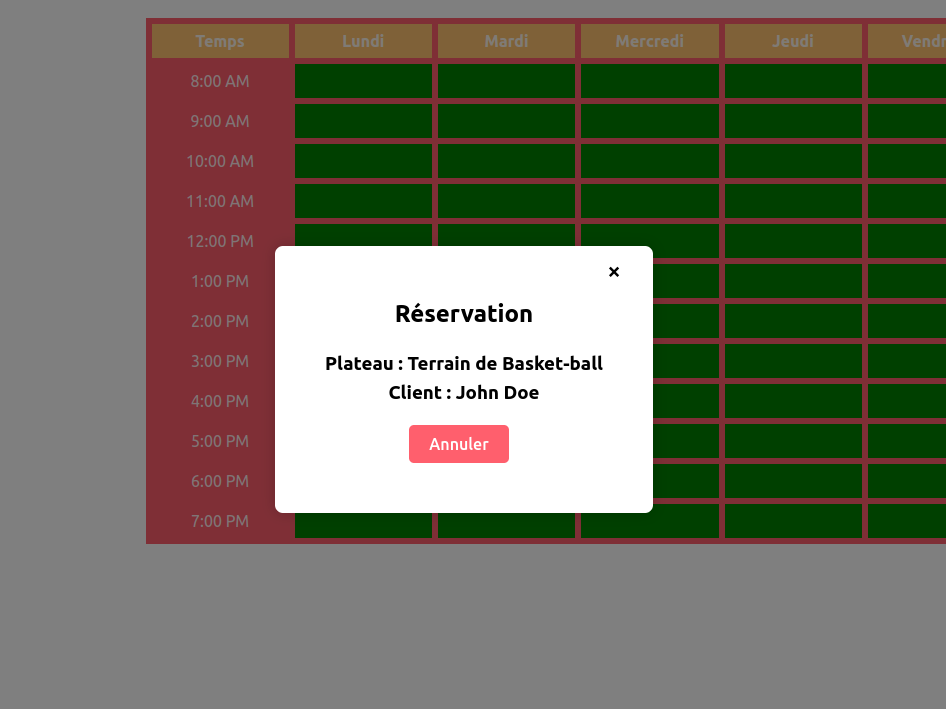 Temps Lundi Mardi Mercredi Jeudi
8:00 AM
9:00 AM
10:00 AM
11:00 AM
12:00 PM
1:00 PM
2:00 PM
3:00 PM
4:00 PM
5:00 PM
6:00 PM
7:00 PM
×
Réservation
Plateau : Terrain de Basket-ball
Client : John Doe
Annuler